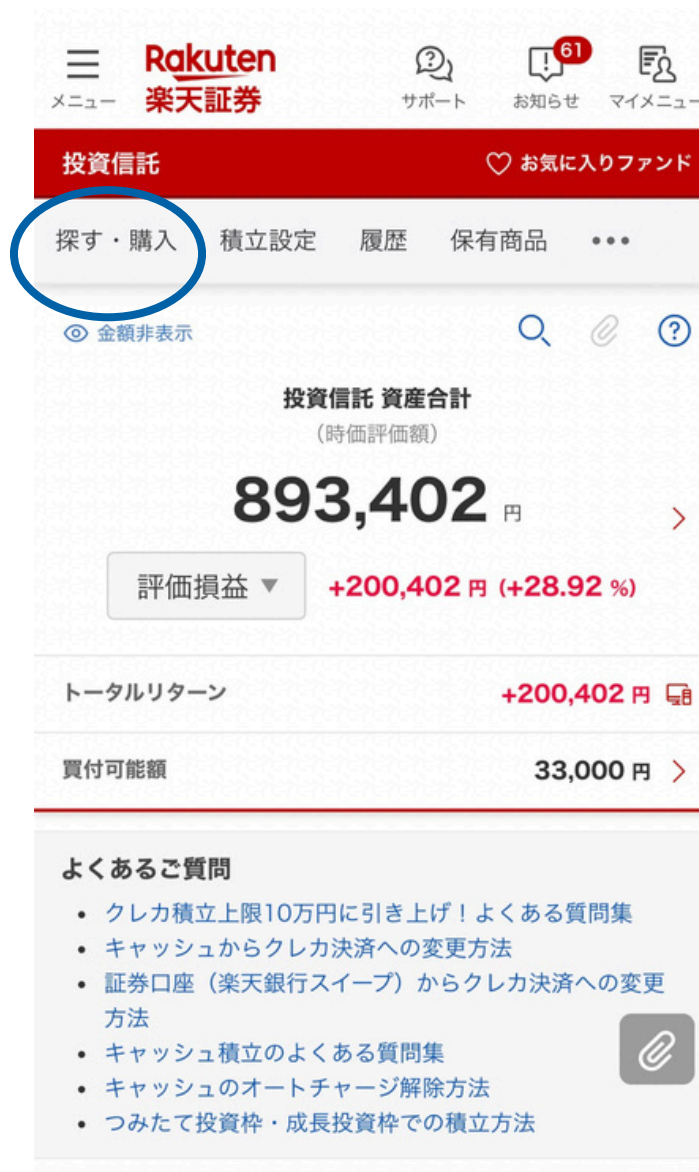 Rakuten
楽天証券
メニュー
サポート
61
お知らせ
マイメニュー
投資信託
お気に入りファンド
探す・購入
積立設定
履歴
保有商品
•••
金額非表示
投資信託 資産合計
(時価評価額)
893,402 円
評価損益 ▼
+200,402 円 (+28.92 %)
トータルリターン
+200,402 円
買付可能額
33,000 円
よくあるご質問
• クレカ積立上限10万円に引き上げ！よくある質問集
• キャッシュからクレカ決済への変更方法
• 証券口座（楽天銀行スイープ）からクレカ決済への変更
方法
• キャッシュ積立のよくある質問集
• キャッシュのオートチャージ解除方法
• つみたて投資枠・成長投資枠での積立方法